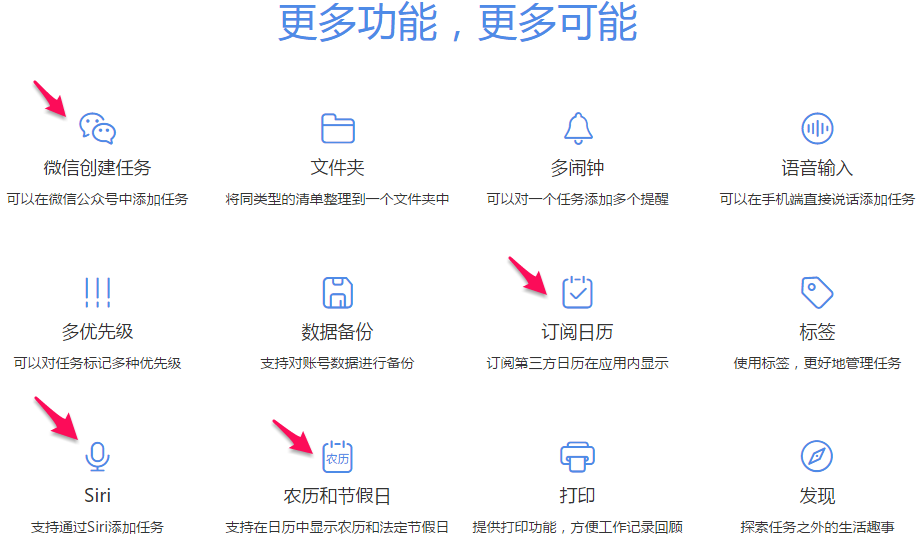 更多功能，更多可能
微信创建任务
文件夹
多闹钟
语音输入
可以在微信公众号中添加任务
将同类型的清单整理到一个文件夹中
可以对一个任务添加多个提醒
可以在手机端直接说话添加任务
多优先级
数据备份
订阅日历
标签
可以对任务标记多种优先级
支持对账号数据进行备份
订阅第三方日历在应用内显示
使用标签，更好地管理任务
农历
Siri
农历和节假日
打印
发现
支持通过Siri添加任务
支持在日历中显示农历和法定节假日
提供打印功能，方便工作记录回顾
探索任务之外的生活趣事